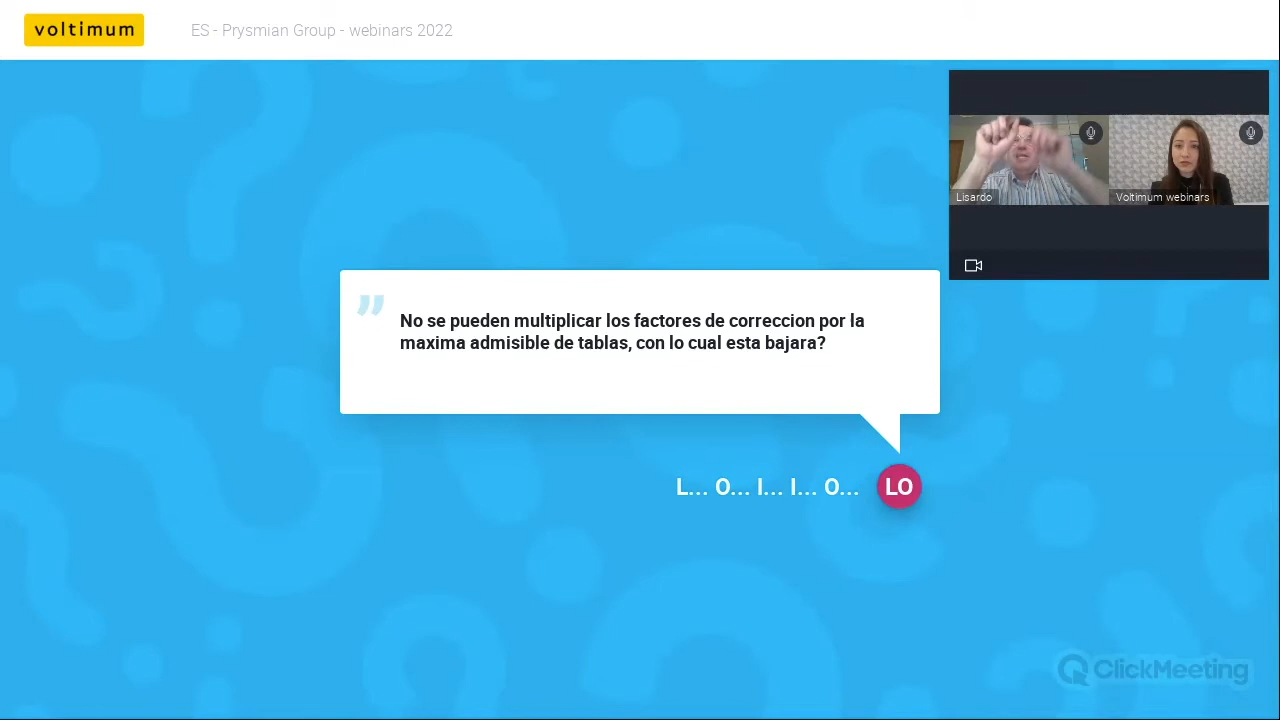 voltimum
ES - Prysmian Group - webinars 2022
Lisardo
Voltimum webinars
No se pueden multiplicar los factores de correccion por la
maxima admisible de tablas, con lo cual esta bajara?
L... O... I... I... O...
LO
ClickMeeting